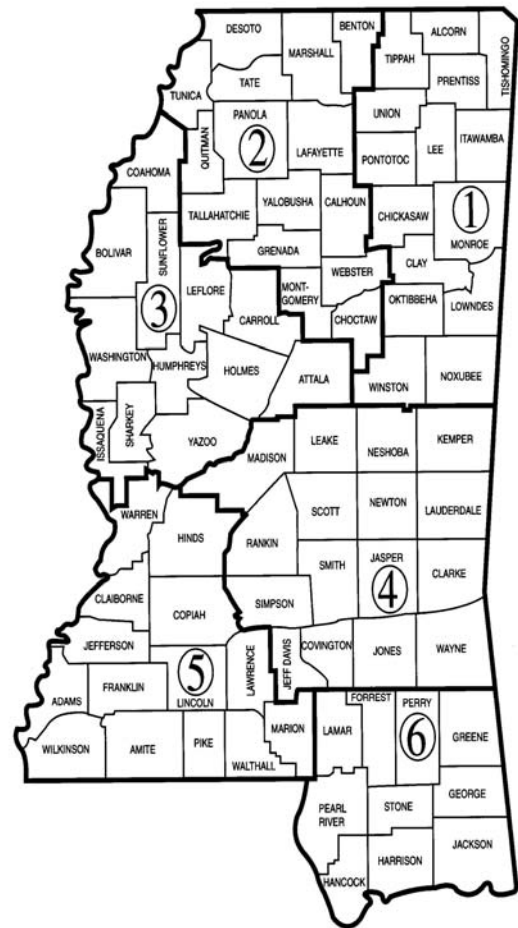 DESOTO
BENTON
ALCORN
MARSHALL
TIPPAH
TISHOMINGO
TATE
PRENTISS
TUNICA
PANOLA
UNION
QUITMAN
2
LAFAYETTE
LEE
ITAWAMBA
PONTOTOC
COAHOMA
TALLAHATCHIE
YALOBUSHA
CALHOUN
CHICKASAW
1
MONROE
BOLIVAR
SUNFLOWER
GRENADA
CLAY
WEBSTER
LEFLORE
MONT-
GOMERY
OKTIBBEHA
LOWNDES
3
CARROLL
CHOCTAW
WASHINGTON
HUMPHREYS
HOLMES
ATTALA
WINSTON
NOXUBEE
ISSAQUENA
SHARKEY
YAZOO
LEAKE
NESHOBA
KEMPER
MADISON
WARREN
SCOTT
NEWTON
LAUDERDALE
HINDS
RANKIN
SMITH
JASPER
4
CLARKE
CLAIBORNE
COPIAH
SIMPSON
JEFFERSON
COVINGTON
JONES
WAYNE
JEFF DAVIS
LAWRENCE
5
LINCOLN
FRANKLIN
ADAMS
FORREST
PERRY
MARION
LAMAR
6
GREENE
WILKINSON
AMITE
PIKE
WALTHALL
PEARL
RIVER
STONE
GEORGE
JACKSON
HARRISON
HANCOCK